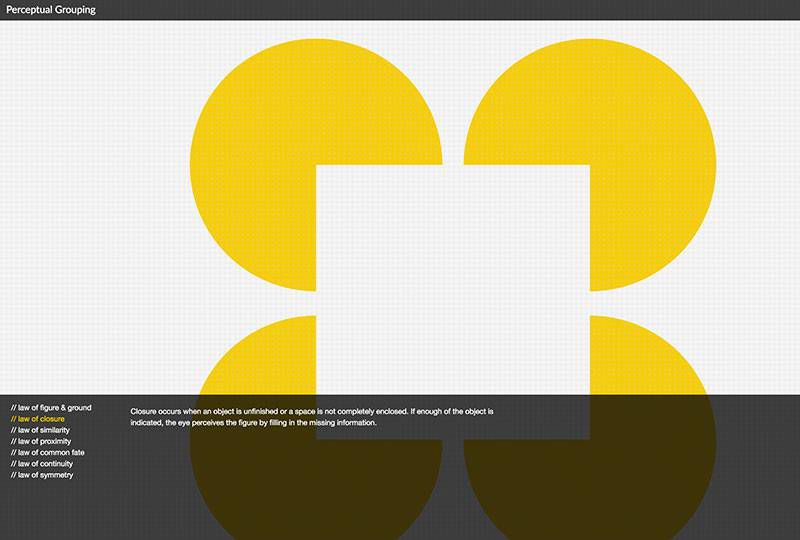 Perceptual Grouping
// law of figure & ground
// law of closure
// law of similarity
// law of proximity
// law of common fate
// law of continuity
// law of symmetry
Closure occurs when an object is unfinished or a space is not completely enclosed. If enough of the object is
indicated, the eye perceives the figure by filling in the missing information.